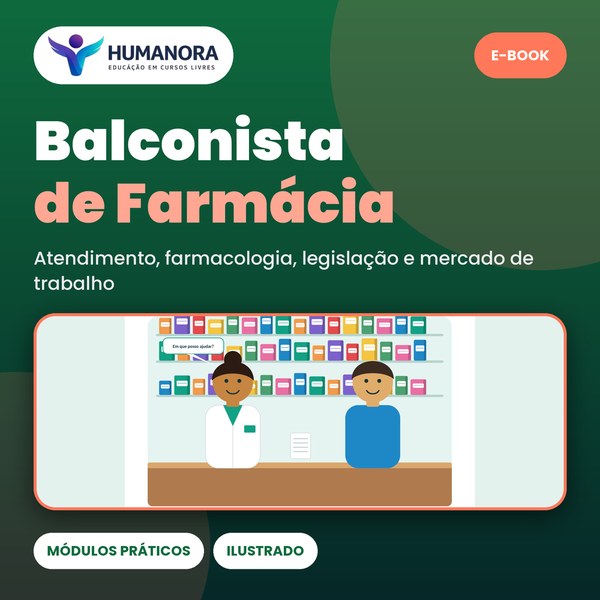 HUMANORA
EDUCAÇÃO EM CURSOS LIVRES
E-BOOK
Balconista
de Farmácia
Atendimento, farmacologia, legislação e mercado de
trabalho
Em que posso ajudar?
MÓDULOS PRÁTICOS
ILUSTRADO